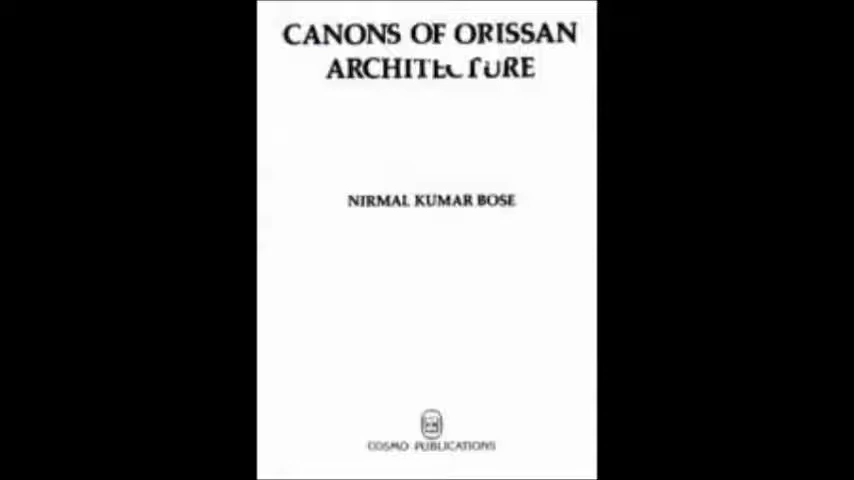 CANONS OF ORISSAN
ARCHITECTURE
NIRMAL KUMAR BOSE
COSMO PUBLICATIONS